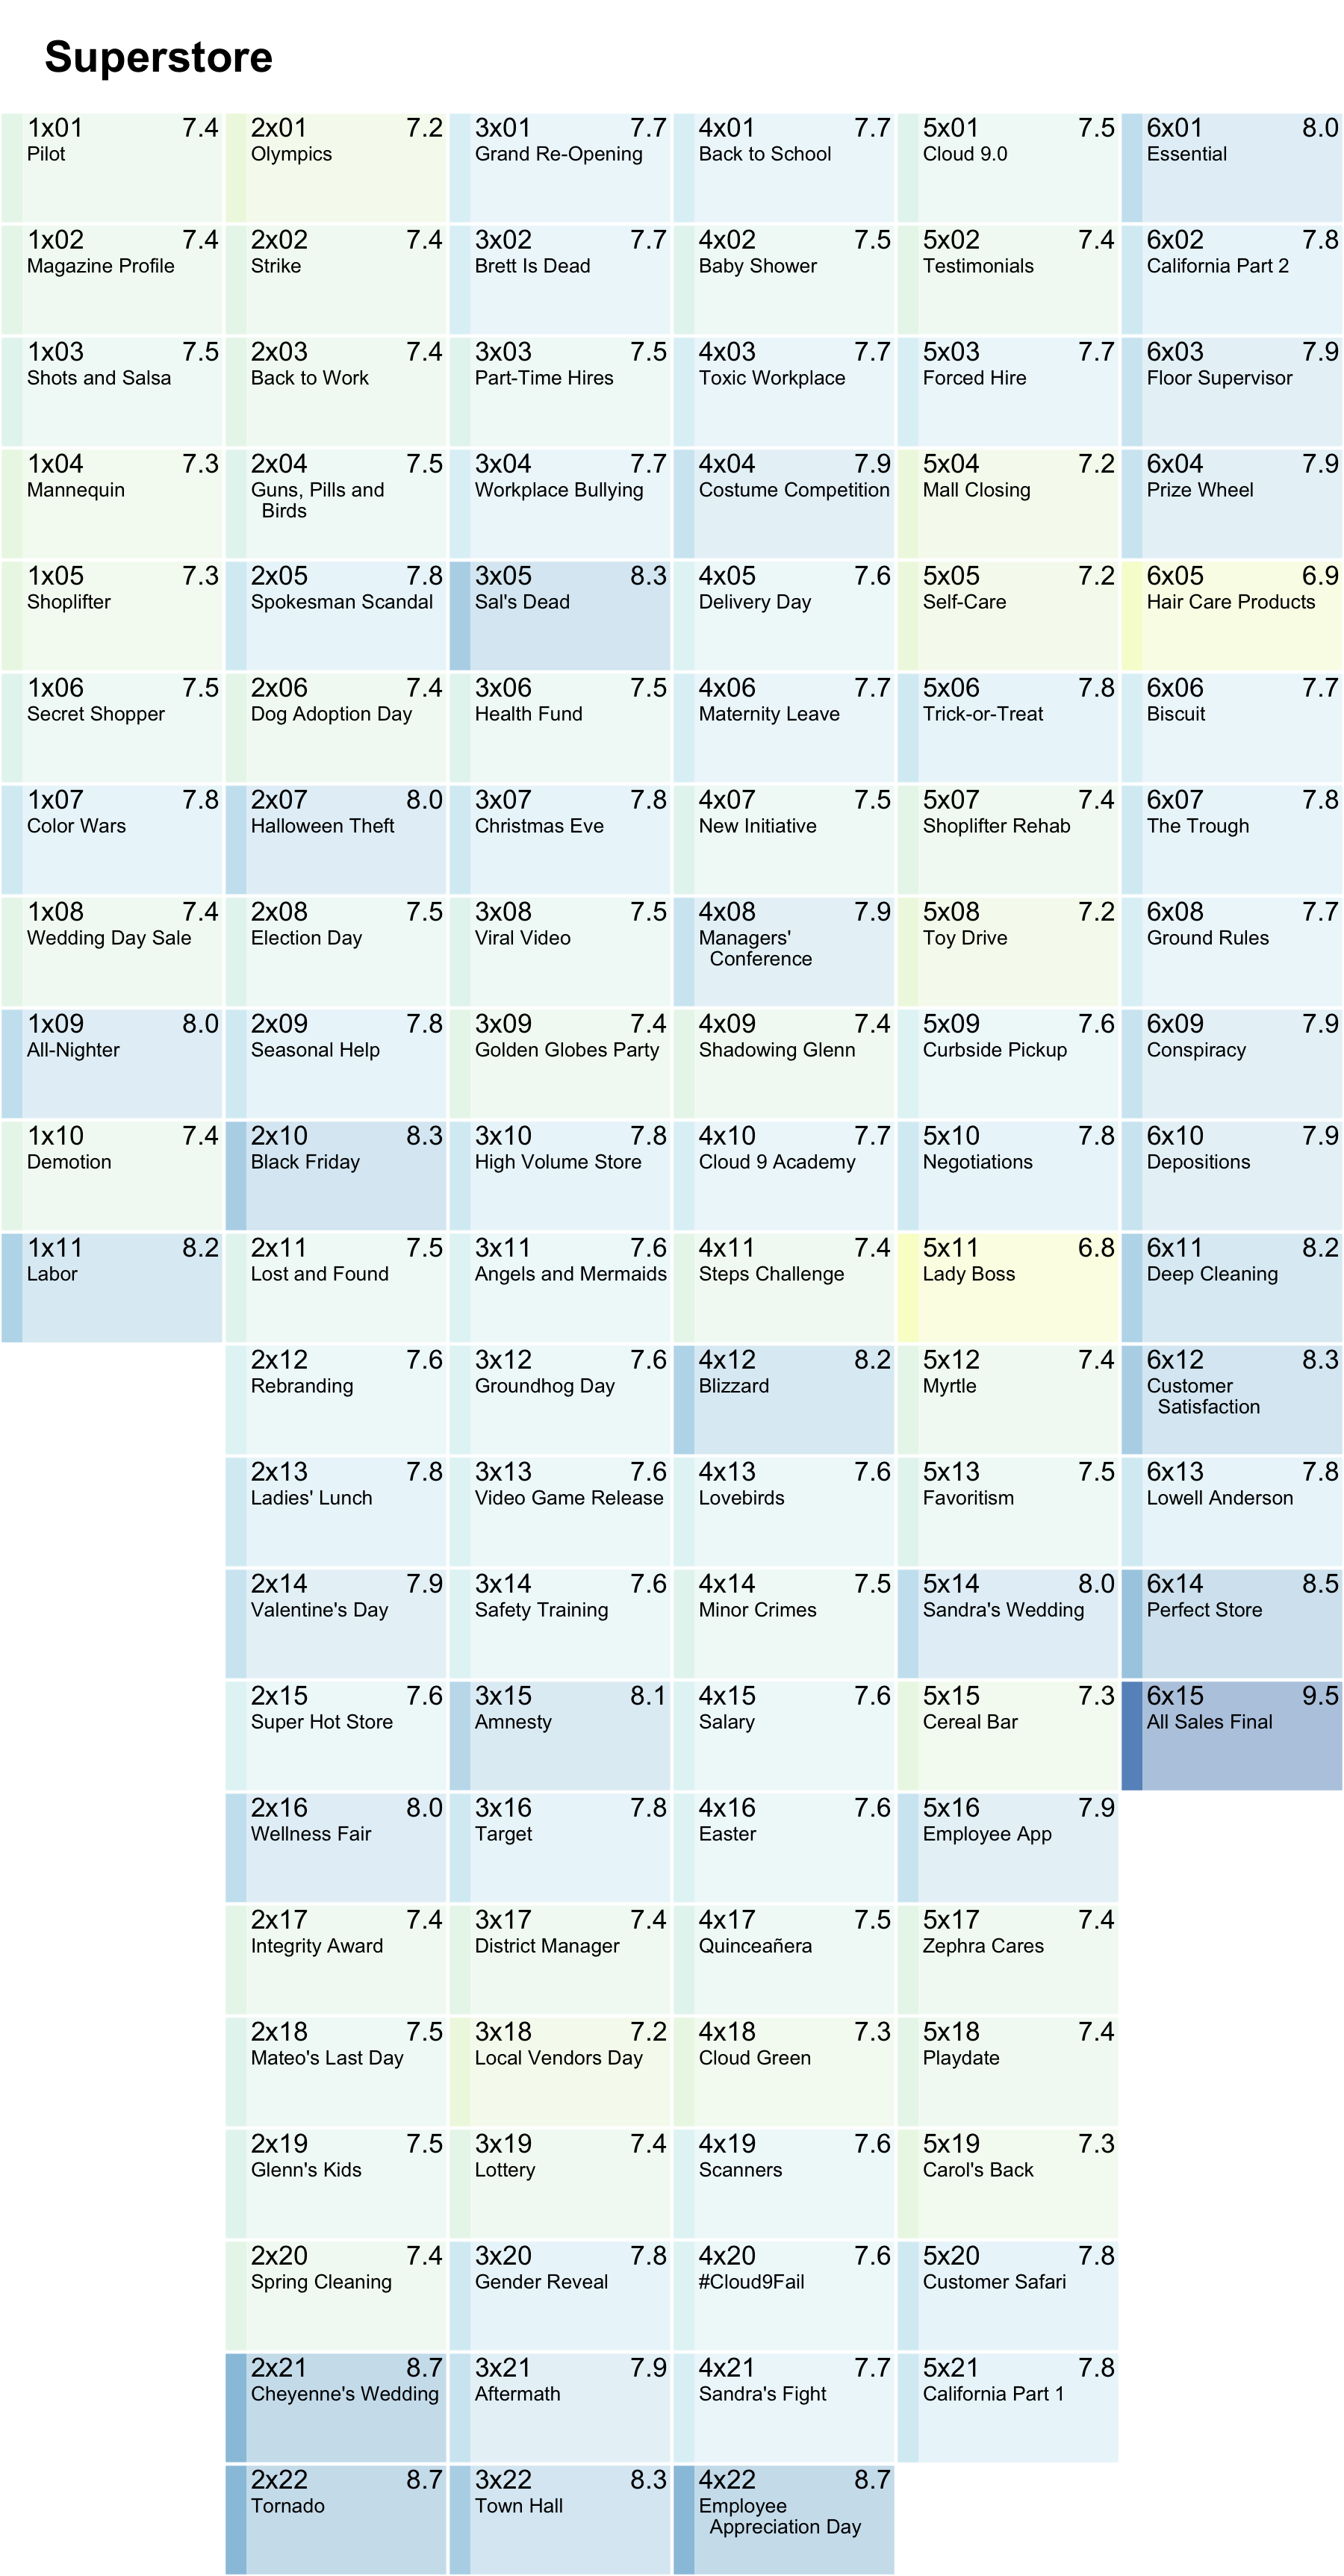 Superstore
1x01 7.4
Pilot
1x02 7.4
Magazine Profile
1x03 7.5
Shots and Salsa
1x04 7.3
Mannequin
1x05 7.3
Shoplifter
1x06 7.5
Secret Shopper
1x07 7.8
Color Wars
1x08 7.4
Wedding Day Sale
1x09 8.0
All-Nighter
1x10 7.4
Demotion
1x11 8.2
Labor
2x01 7.2
Olympics
2x02 7.4
Strike
2x03 7.4
Back to Work
2x04 7.5
Guns, Pills and
Birds
2x05 7.8
Spokesman Scandal
2x06 7.4
Dog Adoption Day
2x07 8.0
Halloween Theft
2x08 7.5
Election Day
2x09 7.8
Seasonal Help
2x10 8.3
Black Friday
2x11 7.5
Lost and Found
2x12 7.6
Rebranding
2x13 7.8
Ladies' Lunch
2x14 7.9
Valentine's Day
2x15 7.6
Super Hot Store
2x16 8.0
Wellness Fair
2x17 7.4
Integrity Award
2x18 7.5
Mateo's Last Day
2x19 7.5
Glenn's Kids
2x20 7.4
Spring Cleaning
2x21 8.7
Cheyenne's Wedding
2x22 8.7
Tornado
3x01 7.7
Grand Re-Opening
3x02 7.7
Brett Is Dead
3x03 7.5
Part-Time Hires
3x04 7.7
Workplace Bullying
3x05 8.3
Sal's Dead
3x06 7.5
Health Fund
3x07 7.8
Christmas Eve
3x08 7.5
Viral Video
3x09 7.4
Golden Globes Party
3x10 7.8
High Volume Store
3x11 7.6
Angels and Mermaids
3x12 7.6
Groundhog Day
3x13 7.6
Video Game Release
3x14 7.6
Safety Training
3x15 8.1
Amnesty
3x16 7.8
Target
3x17 7.4
District Manager
3x18 7.2
Local Vendors Day
3x19 7.4
Lottery
3x20 7.8
Gender Reveal
3x21 7.9
Aftermath
3x22 8.3
Town Hall
4x01 7.7
Back to School
4x02 7.5
Baby Shower
4x03 7.7
Toxic Workplace
4x04 7.9
Costume Competition
4x05 7.6
Delivery Day
4x06 7.7
Maternity Leave
4x07 7.5
New Initiative
4x08 7.9
Managers'
Conference
4x09 7.4
Shadowing Glenn
4x10 7.7
Cloud 9 Academy
4x11 7.4
Steps Challenge
4x12 8.2
Blizzard
4x13 7.6
Lovebirds
4x14 7.5
Minor Crimes
4x15 7.6
Salary
4x16 7.6
Easter
4x17 7.5
Quinceañera
4x18 7.3
Cloud Green
4x19 7.6
Scanners
4x20 7.6
#Cloud9Fail
4x21 7.7
Sandra's Fight
4x22 8.7
Employee
Appreciation Day
5x01 7.5
Cloud 9.0
5x02 7.4
Testimonials
5x03 7.7
Forced Hire
5x04 7.2
Mall Closing
5x05 7.2
Self-Care
5x06 7.8
Trick-or-Treat
5x07 7.4
Shoplifter Rehab
5x08 7.2
Toy Drive
5x09 7.6
Curbside Pickup
5x10 7.8
Negotiations
5x11 6.8
Lady Boss
5x12 7.4
Myrtle
5x13 7.5
Favoritism
5x14 8.0
Sandra's Wedding
5x15 7.3
Cereal Bar
5x16 7.9
Employee App
5x17 7.4
Zephra Cares
5x18 7.4
Playdate
5x19 7.3
Carol's Back
5x20 7.8
Customer Safari
5x21 7.8
California Part 1
6x01 8.0
Essential
6x02 7.8
California Part 2
6x03 7.9
Floor Supervisor
6x04 7.9
Prize Wheel
6x05 6.9
Hair Care Products
6x06 7.7
Biscuit
6x07 7.8
The Trough
6x08 7.7
Ground Rules
6x09 7.9
Conspiracy
6x10 7.9
Depositions
6x11 8.2
Deep Cleaning
6x12 8.3
Customer
Satisfaction
6x13 7.8
Lowell Anderson
6x14 8.5
Perfect Store
6x15 9.5
All Sales Final